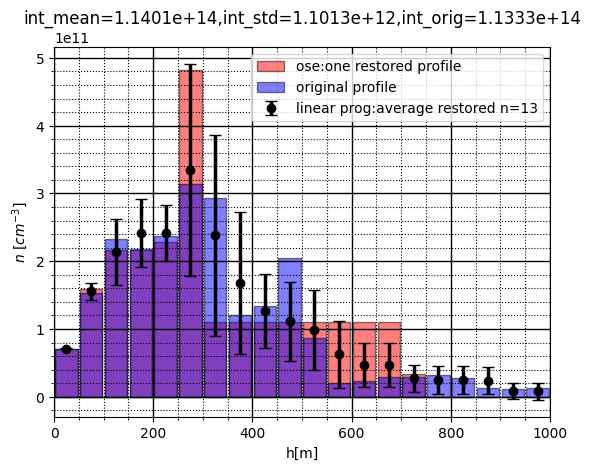 int_mean=1.1401e+14,int_std=1.1013e+12,int_orig=1.1333e+14
1e11
ose:one restored profile
original profile
linear prog:average restored n=13
5
4
3
2
1
0
n [cm⁻³]
0 200 400 600 800 1000
h[m]